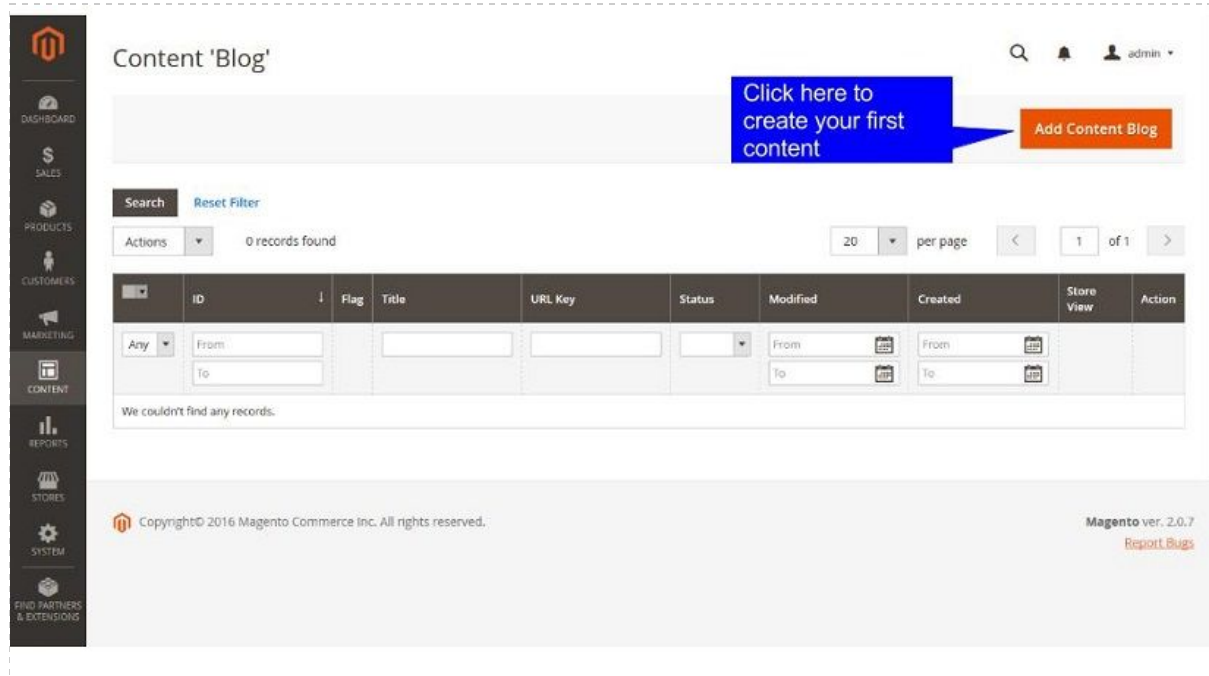 Content 'Blog'
admin
Click here to
create your first
content
Add Content Blog
DASHBOARD
SALES
PRODUCTS
CUSTOMERS
MARKETING
CONTENT
REPORTS
STORES
SYSTEM
FIND PARTNERS
& EXTENSIONS
Search Reset Filter
Actions 0 records found 20 per page 1 of 1
ID Flag Title URL Key Status Modified Created Store View Action
Any From From From
To To To
We couldn't find any records.
Copyright© 2016 Magento Commerce Inc. All rights reserved.
Magento ver. 2.0.7
Report Bugs